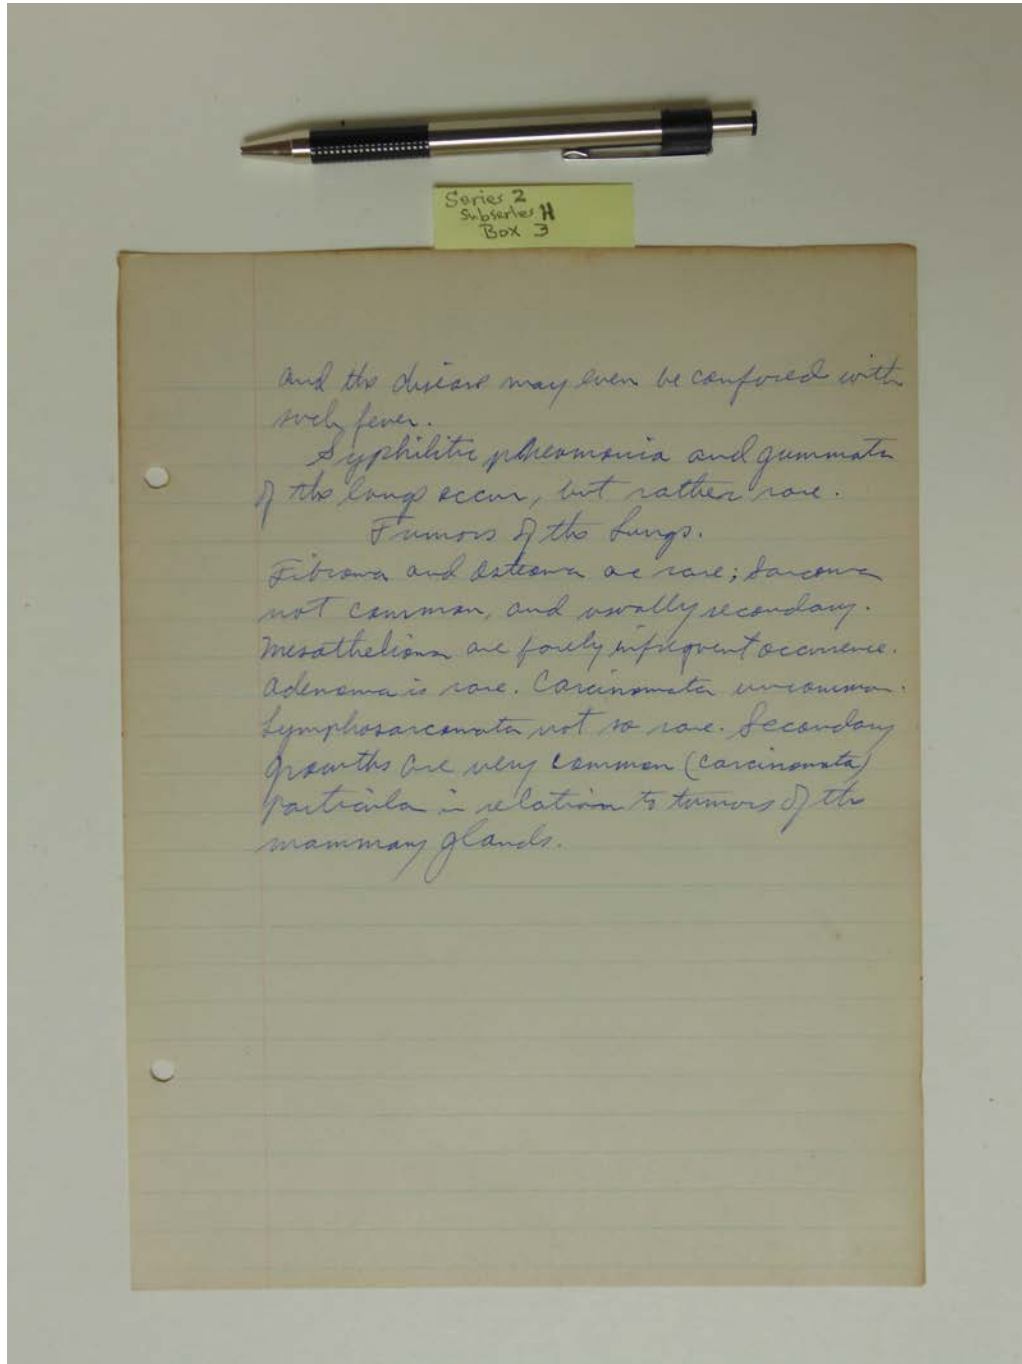 Series 2
Subseries H
Box 3
and the disease may even be confused with
such fever.
Syphilitic pneomonia and gummata
of the lungs occur, but rather rare.
Tumors of the Lungs.
Fibroma and Osteoma are rare; Sarcoma
not common, and usually secondary.
Mesothelioma are farely infrequent occurrence.
Adenoma is rare. Carcinomata uncommon.
Lymphosarcomata not so rare. Secondary
growths are very common (carcinomata)
particular in relation to tumors of the
mammary glands.